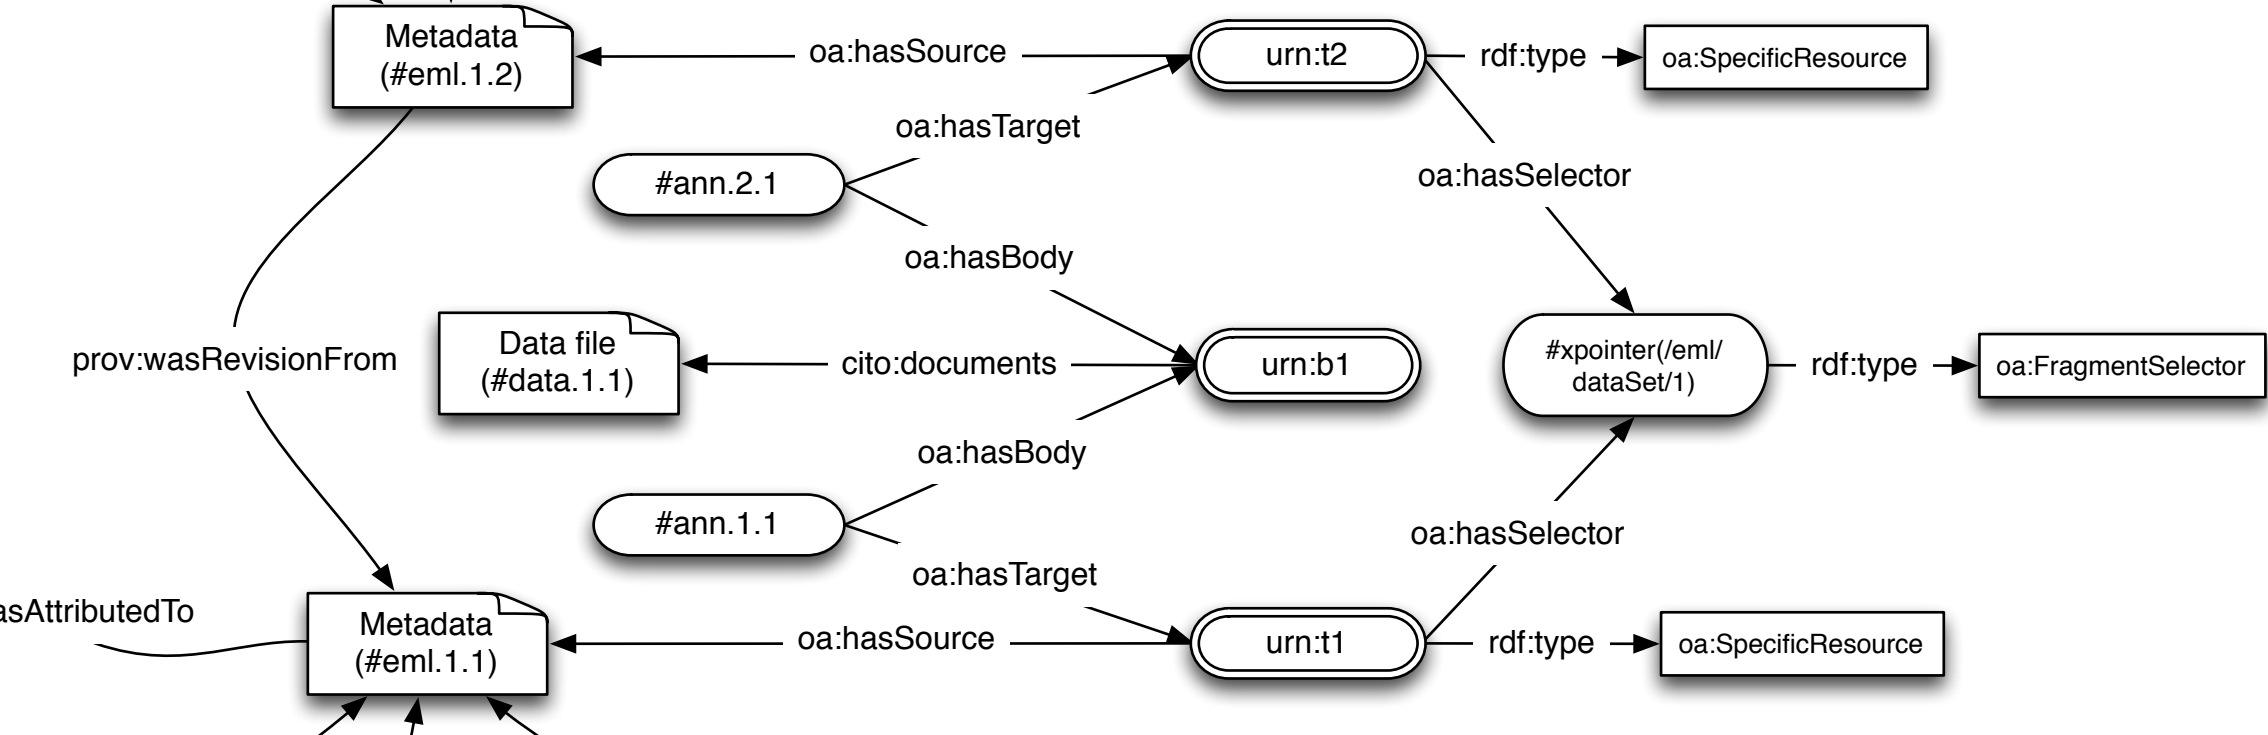 Metadata
(#eml.1.2)
oa:hasSource
urn:t2
rdf:type
oa:SpecificResource
oa:hasTarget
#ann.2.1
oa:hasSelector
oa:hasBody
prov:wasRevisionFrom
Data file
(#data.1.1)
cito:documents
urn:b1
#xpointer(/eml/
dataSet/1)
rdf:type
oa:FragmentSelector
oa:hasBody
#ann.1.1
oa:hasSelector
oa:hasTarget
asAttributedTo
Metadata
(#eml.1.1)
oa:hasSource
urn:t1
rdf:type
oa:SpecificResource